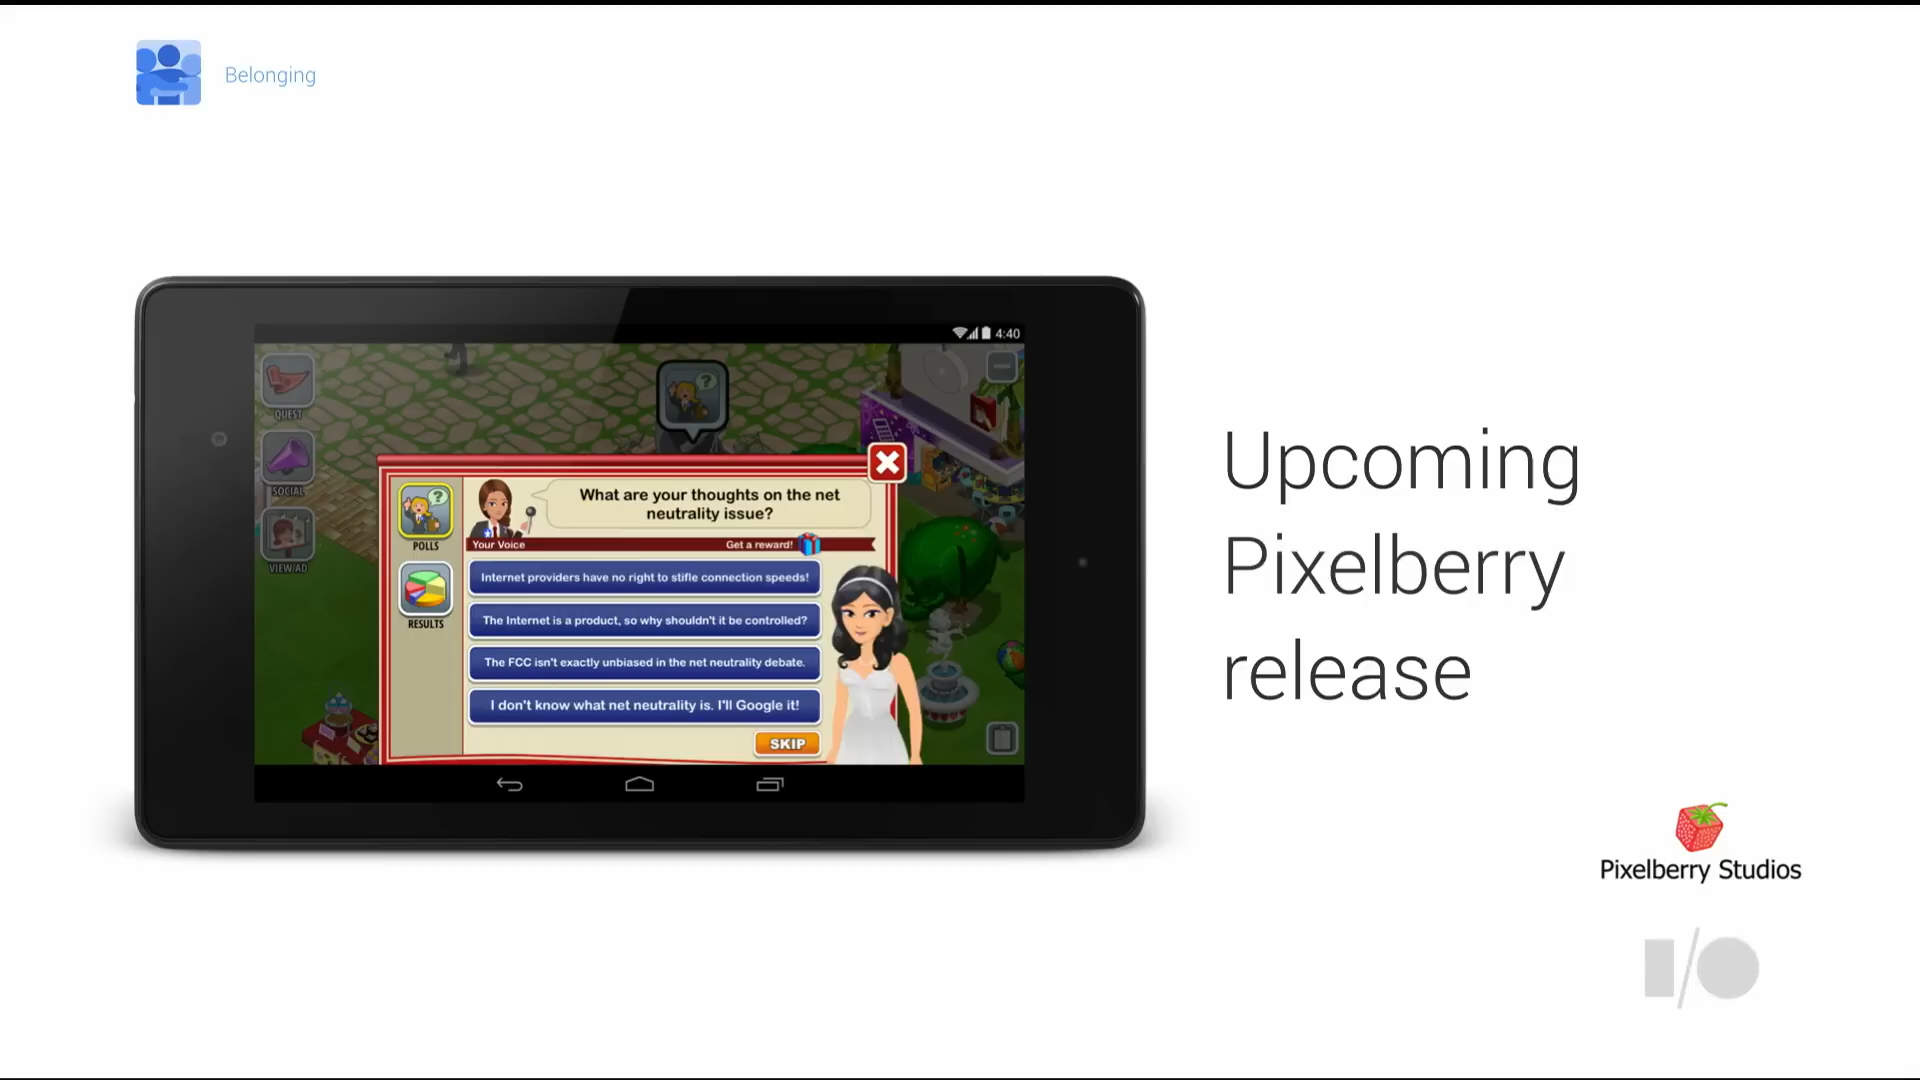 Belonging
4:40
QUEST
SOCIAL
VIEW/AD
What are your thoughts on the net
neutrality issue?
POLLS
Your Voice
Get a reward!
Internet providers have no right to stifle connection speeds!
The Internet is a product, so why shouldn't it be controlled?
RESULTS
The FCC isn't exactly unbiased in the net neutrality debate.
I don't know what net neutrality is. I'll Google it!
SKIP
Upcoming
Pixelberry
release
Pixelberry Studios
I/O